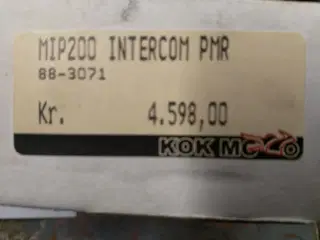 MIP200 INTERCOM PMR
88-3071
Kr. 4.598,00
KOK MOTO